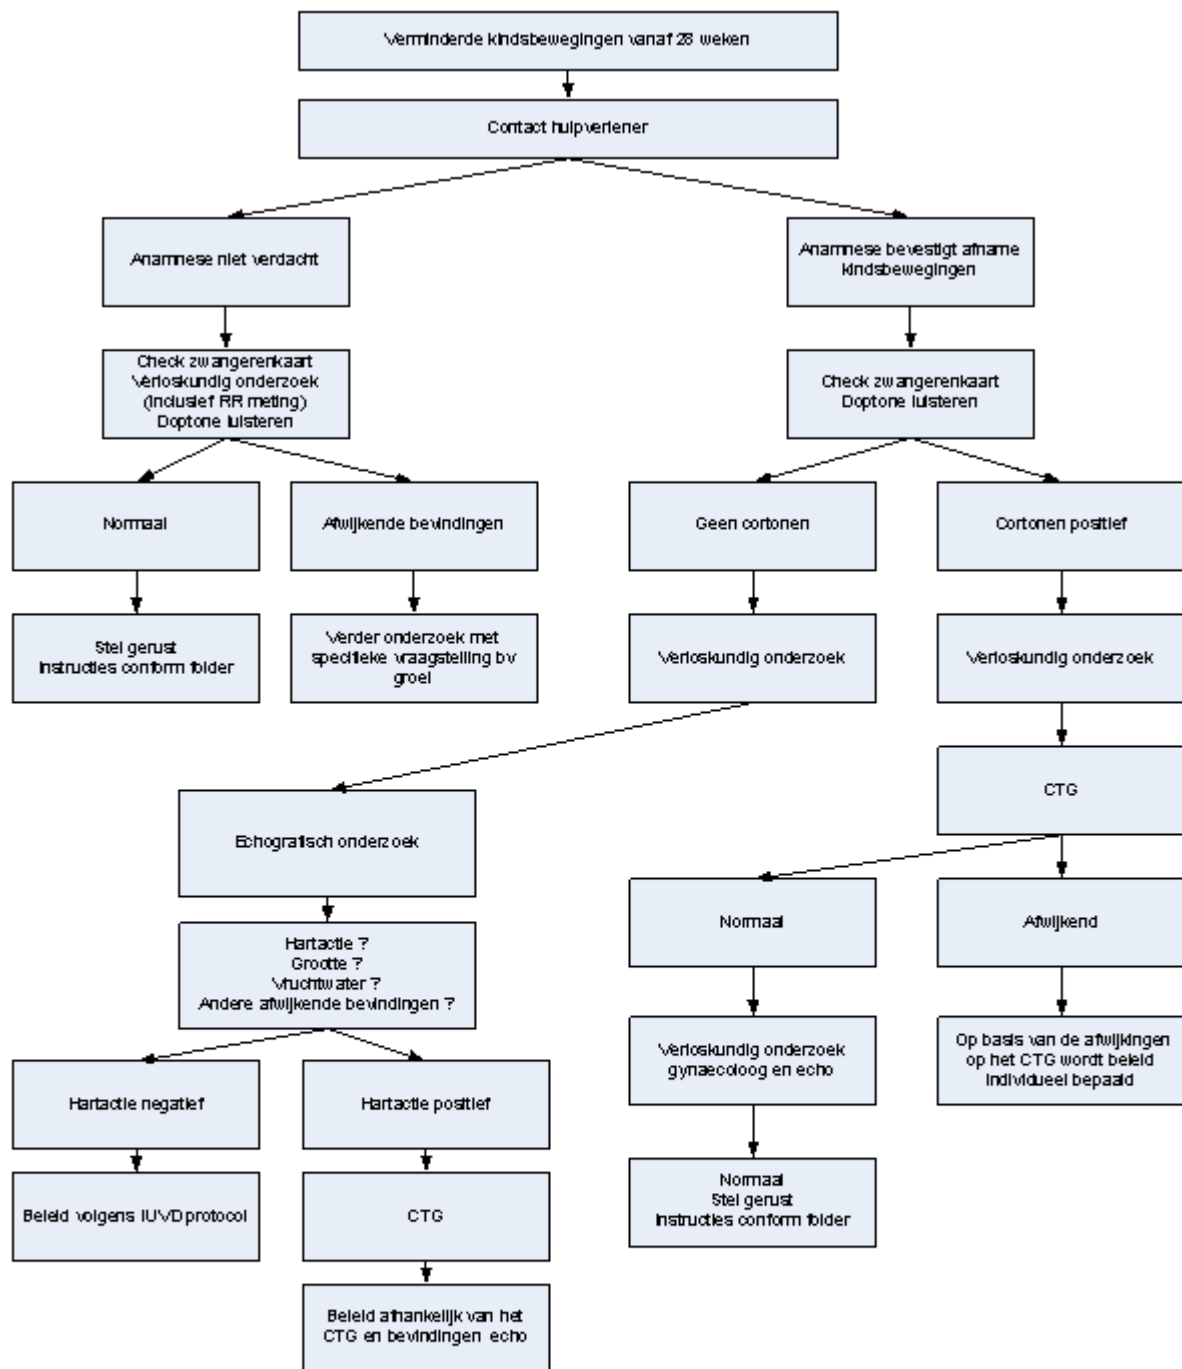 Verminderde kindsbewegingen vanaf 28 weken
Contact hulpverlener
Anamnese niet verdacht
Anamnese bevestigt afname
kindsbewegingen
Check zwangerenkaart
Verloskundig onderzoek
(inclusief RR meting)
Doptone luisteren
Check zwangerenkaart
Doptone luisteren
Normaal
Afwijkende bevindingen
Geen cortonen
Cortonen positief
Stel gerust
Instructies conform folder
Verder onderzoek met
specifieke vraagstelling bv
groei
Verloskundig onderzoek
Verloskundig onderzoek
CTG
Echografisch onderzoek
Normaal
Afwijkend
Hartactie ?
Grootte ?
Vruchtwater ?
Andere afwijkende bevindingen ?
Verloskundig onderzoek
gynaecoloog en echo
Op basis van de afwijkingen
op het CTG wordt beleid
individueel bepaald
Hartactie negatief
Hartactie positief
Normaal
Stel gerust
Instructies conform folder
Beleid volgens IUVD protocol
CTG
Beleid afhankelijk van het
CTG en bevindingen echo